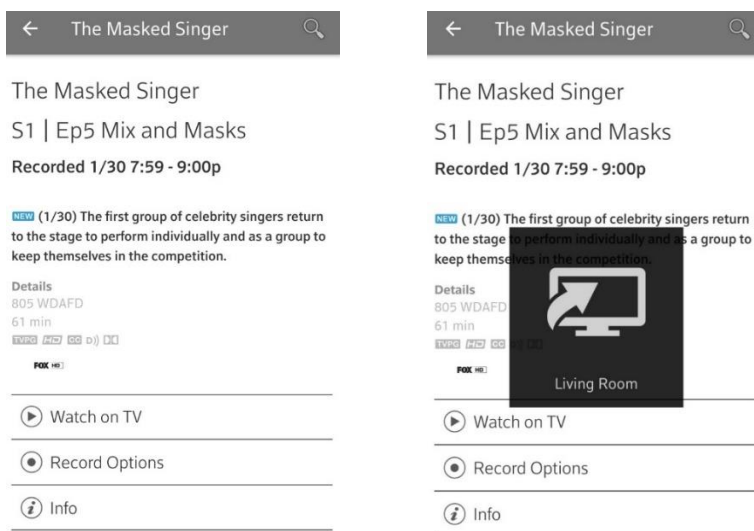 The Masked Singer
The Masked Singer
S1 | Ep5 Mix and Masks
Recorded 1/30 7:59 - 9:00p
NEW (1/30) The first group of celebrity singers return
to the stage to perform individually and as a group to
keep themselves in the competition.
Details
805 WDAFD
61 min
TVPG HD CC D))
FOX HD
Watch on TV
Record Options
Info
The Masked Singer
The Masked Singer
S1 | Ep5 Mix and Masks
Recorded 1/30 7:59 - 9:00p
NEW (1/30) The first group of celebrity singers return
to the stage to perform individually and as a group to
keep themselves in the competition.
Details
805 WDAFD
61 min
TVPG HD CC
FOX HD
Living Room
Watch on TV
Record Options
Info